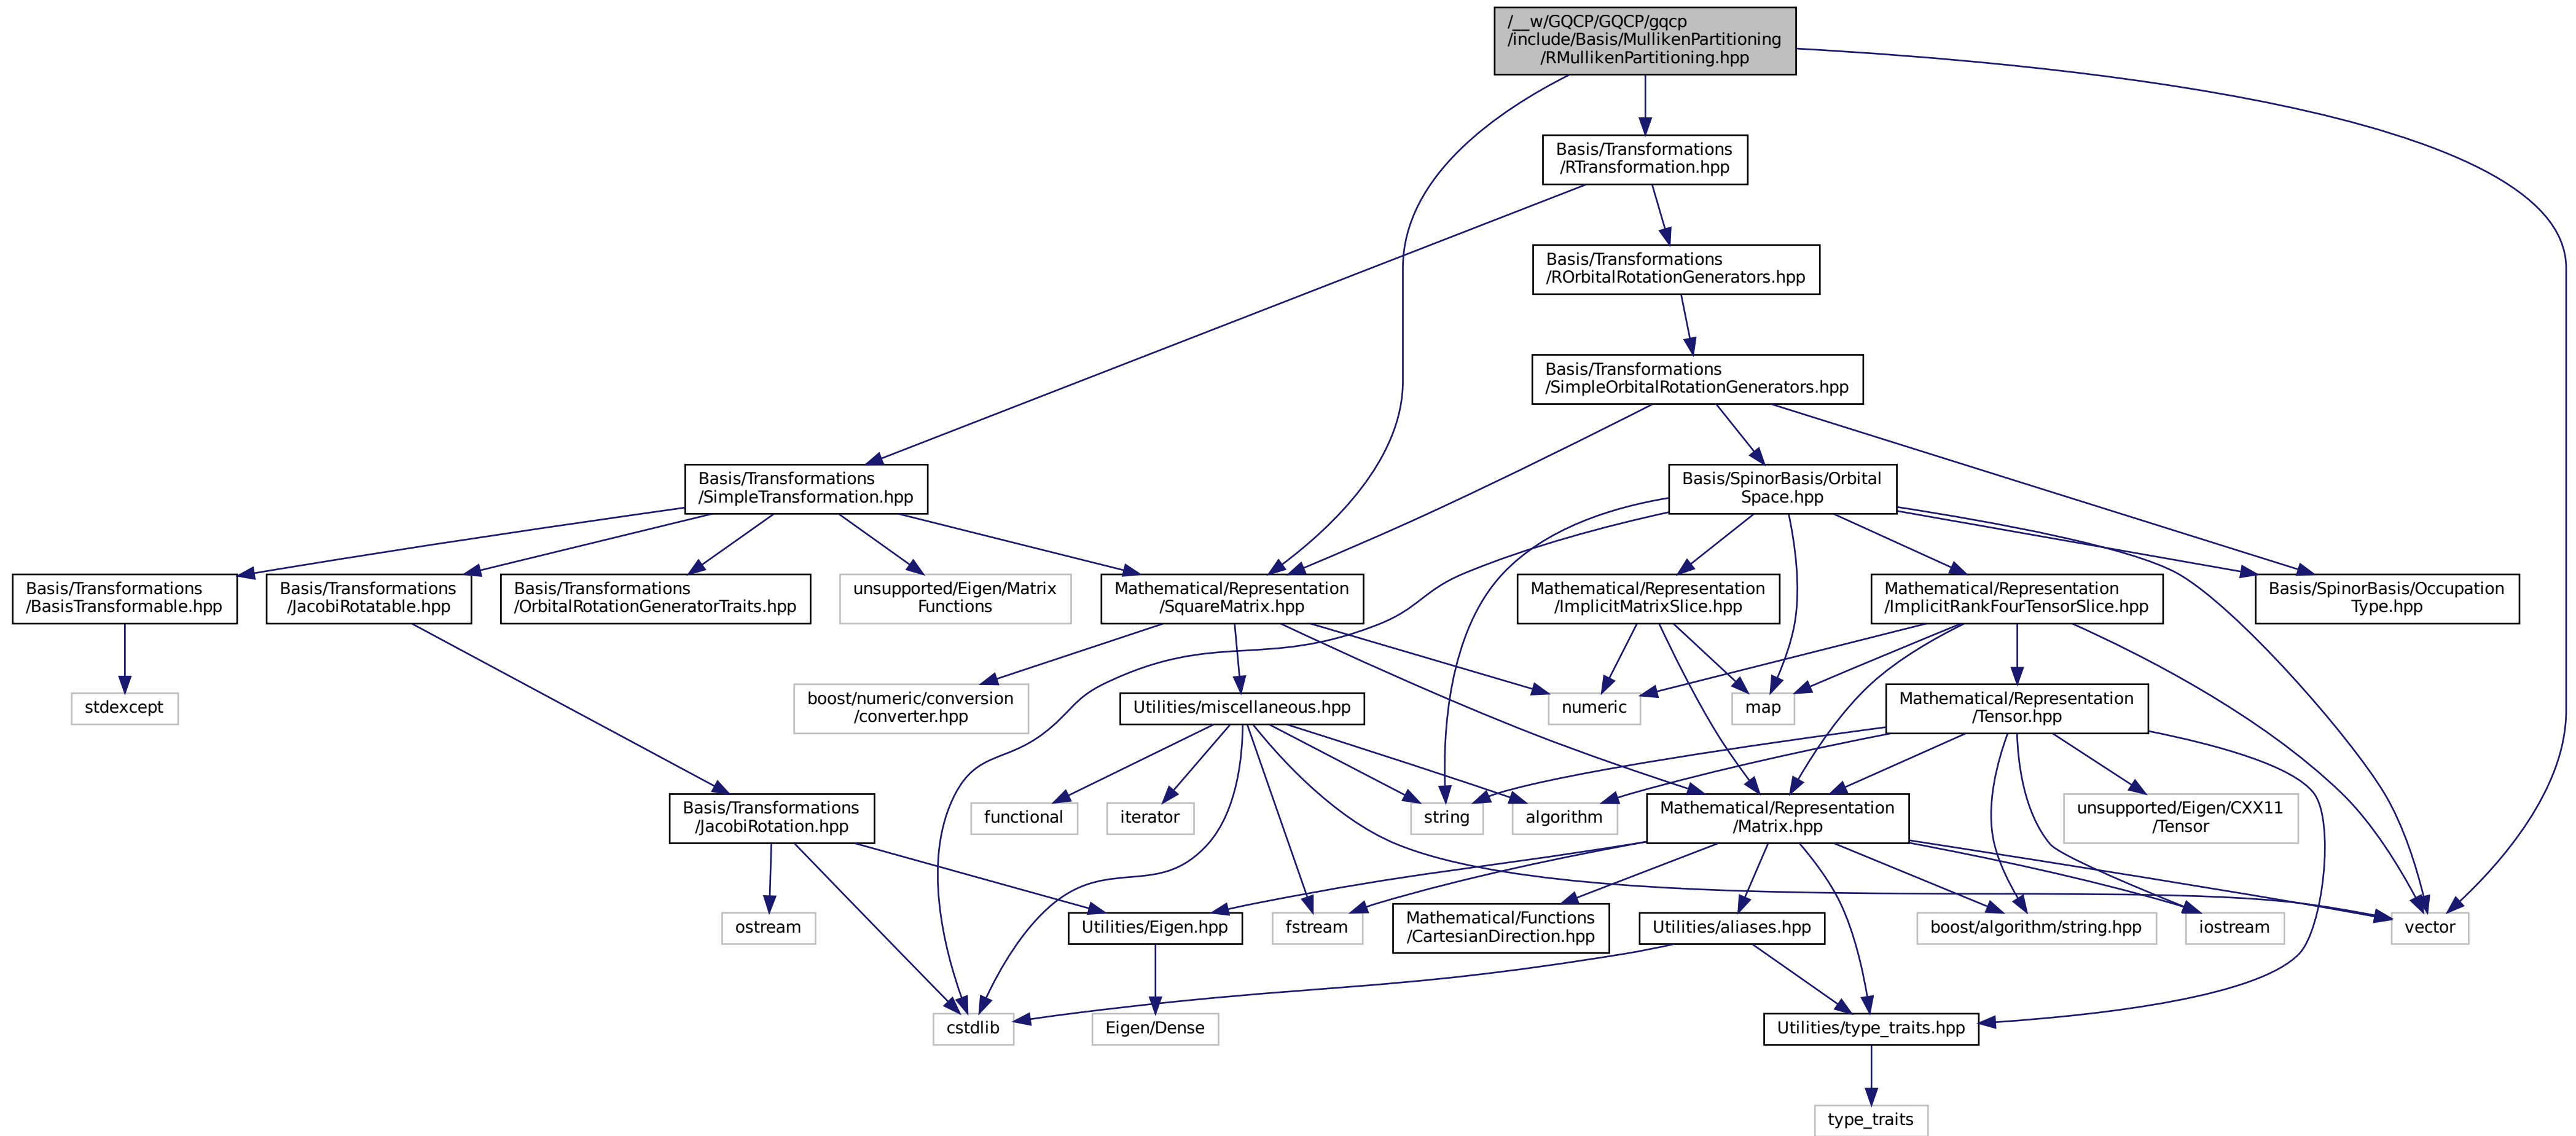 /__w/GQCP/GQCP/gqcp
/include/Basis/MullikenPartitioning
/RMullikenPartitioning.hpp
Basis/Transformations
/RTransformation.hpp
Basis/Transformations
/ROrbitalRotationGenerators.hpp
Basis/Transformations
/SimpleOrbitalRotationGenerators.hpp
Basis/Transformations
/SimpleTransformation.hpp
Basis/SpinorBasis/Orbital
Space.hpp
Basis/Transformations
/BasisTransformable.hpp
Basis/Transformations
/JacobiRotatable.hpp
Basis/Transformations
/OrbitalRotationGeneratorTraits.hpp
unsupported/Eigen/Matrix
Functions
Mathematical/Representation
/SquareMatrix.hpp
Mathematical/Representation
/ImplicitMatrixSlice.hpp
Mathematical/Representation
/ImplicitRankFourTensorSlice.hpp
Basis/SpinorBasis/Occupation
Type.hpp
stdexcept
boost/numeric/conversion
/converter.hpp
Utilities/miscellaneous.hpp
numeric
map
Mathematical/Representation
/Tensor.hpp
Basis/Transformations
/JacobiRotation.hpp
functional
iterator
string
algorithm
Mathematical/Representation
/Matrix.hpp
unsupported/Eigen/CXX11
/Tensor
ostream
Utilities/Eigen.hpp
fstream
Mathematical/Functions
/CartesianDirection.hpp
Utilities/aliases.hpp
boost/algorithm/string.hpp
iostream
vector
cstdlib
Eigen/Dense
Utilities/type_traits.hpp
type_traits